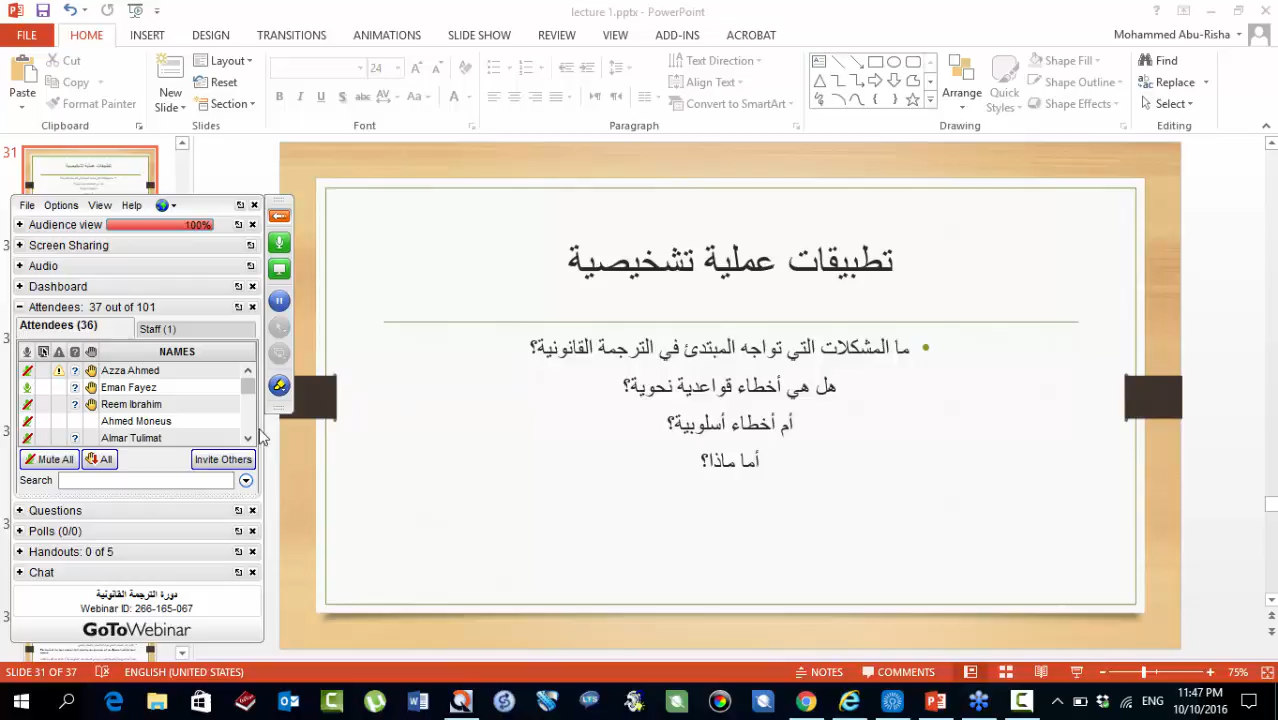 lecture 1.pptx - PowerPoint
FILE HOME INSERT DESIGN TRANSITIONS ANIMATIONS SLIDE SHOW REVIEW VIEW ADD-INS ACROBAT Mohammed Abu-Risha
Cut
Copy
Format Painter
Paste
New Slide
Layout
Reset
Section
24
Text Direction
Align Text
Convert to SmartArt
Arrange
Quick Styles
Shape Fill
Shape Outline
Shape Effects
Find
Replace
Select
Clipboard Slides Font Paragraph Drawing Editing
31
File Options View Help
Audience view 100%
Screen Sharing
Audio
Dashboard
Attendees: 37 out of 101
Attendees (36) Staff (1)
NAMES
Azza Ahmed
Eman Fayez
Reem Ibrahim
Ahmed Moneus
Almar Tulimat
Mute All All Invite Others
Search
Questions
Polls (0/0)
Handouts: 0 of 5
Chat
دورة الترجمة القانونية
Webinar ID: 266-165-067
GoToWebinar
تطبيقات عملية تشخيصية
• ما المشكلات التي تواجه المبتدئ في الترجمة القانونية؟
هل هي أخطاء قواعدية نحوية؟
أم أخطاء أسلوبية؟
أما ماذا؟
SLIDE 31 OF 37 ENGLISH (UNITED STATES) NOTES COMMENTS 75%
ENG
11:47 PM
10/10/2016